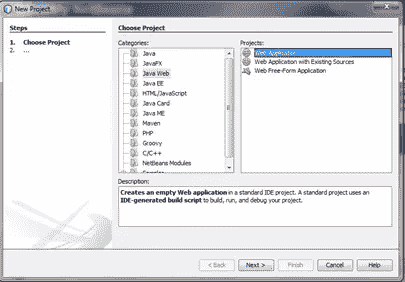 New Project
Steps
Choose Project
1. Choose Project
2. ...
Categories:
Projects:
Java
JavaFX
Java Web
Java EE
HTML/JavaScript
Java Card
Java ME
Maven
PHP
Groovy
C/C++
NetBeans Modules
Web Application
Web Application with Existing Sources
Web Free-Form Application
Description:
Creates an empty Web application in a standard IDE project. A standard project uses an
IDE-generated build script to build, run, and debug your project.
< Back
Next >
Finish
Cancel
Help